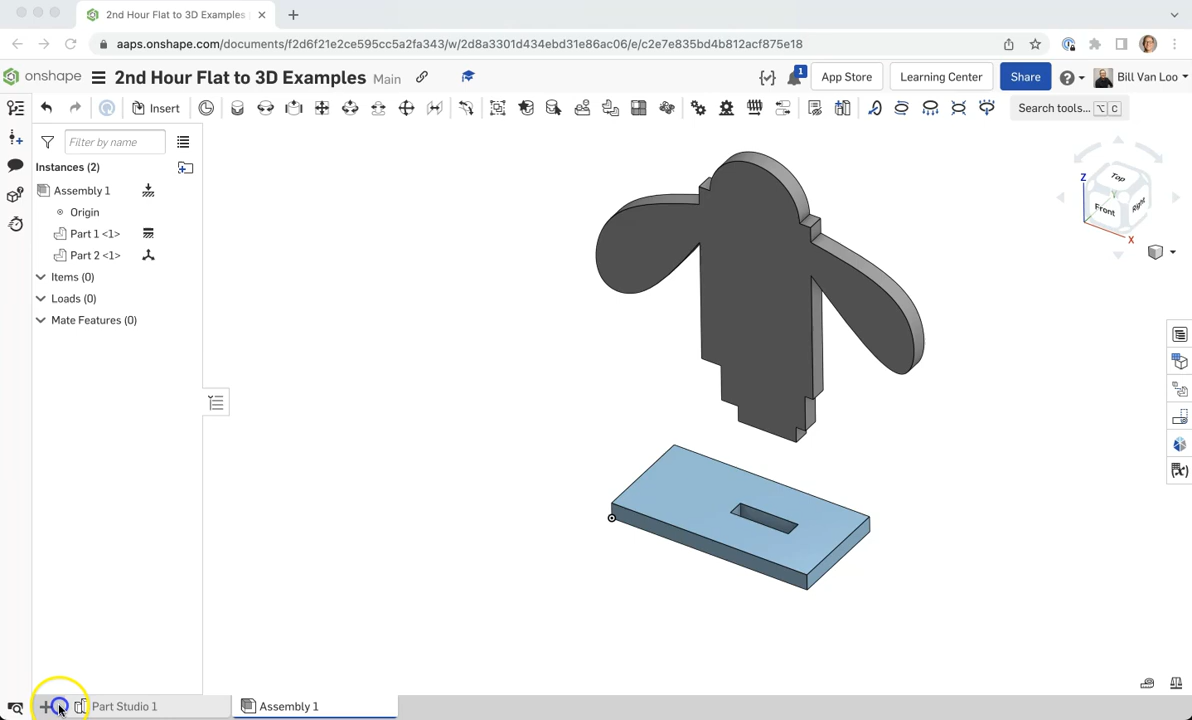 2nd Hour Flat to 3D Examples
aaps.onshape.com/documents/f2d6f21e2ce595cc5a2fa343/w/2d8a3301d434ebd31e86ac06/e/c2e7e835bd4b812acf875e18
onshape 2nd Hour Flat to 3D Examples Main 1 App Store Learning Center Share Bill Van Loo
Insert Search tools... ⌥ C
Filter by name
Instances (2)
Assembly 1
Origin
Part 1 <1>
Part 2 <1>
Items (0)
Loads (0)
Mate Features (0)
Top
Z
Y
Front
Right
X
(x)
Part Studio 1 Assembly 1